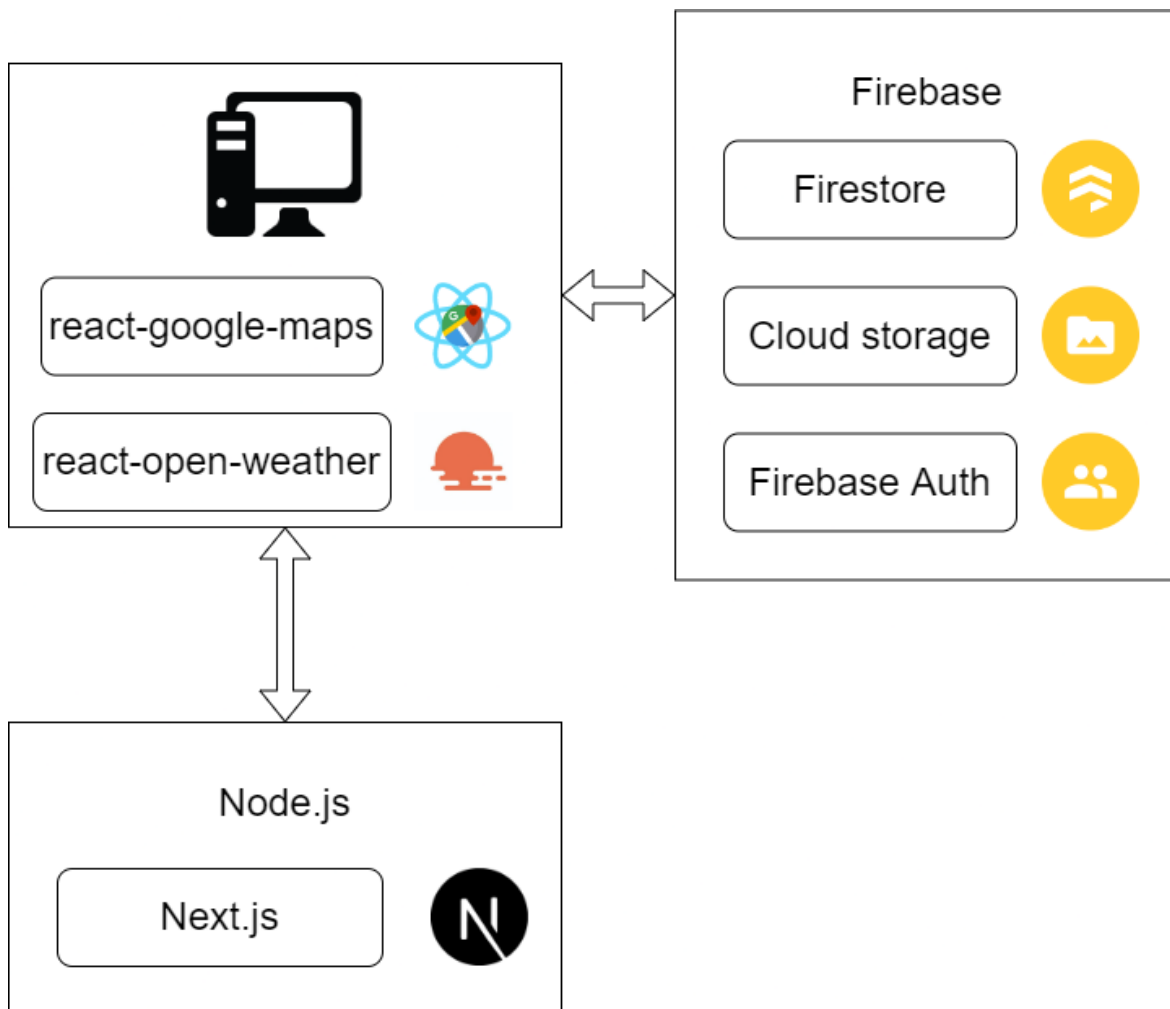 Firebase
Firestore
Cloud storage
Firebase Auth
react-google-maps
G
react-open-weather
Node.js
Next.js
N